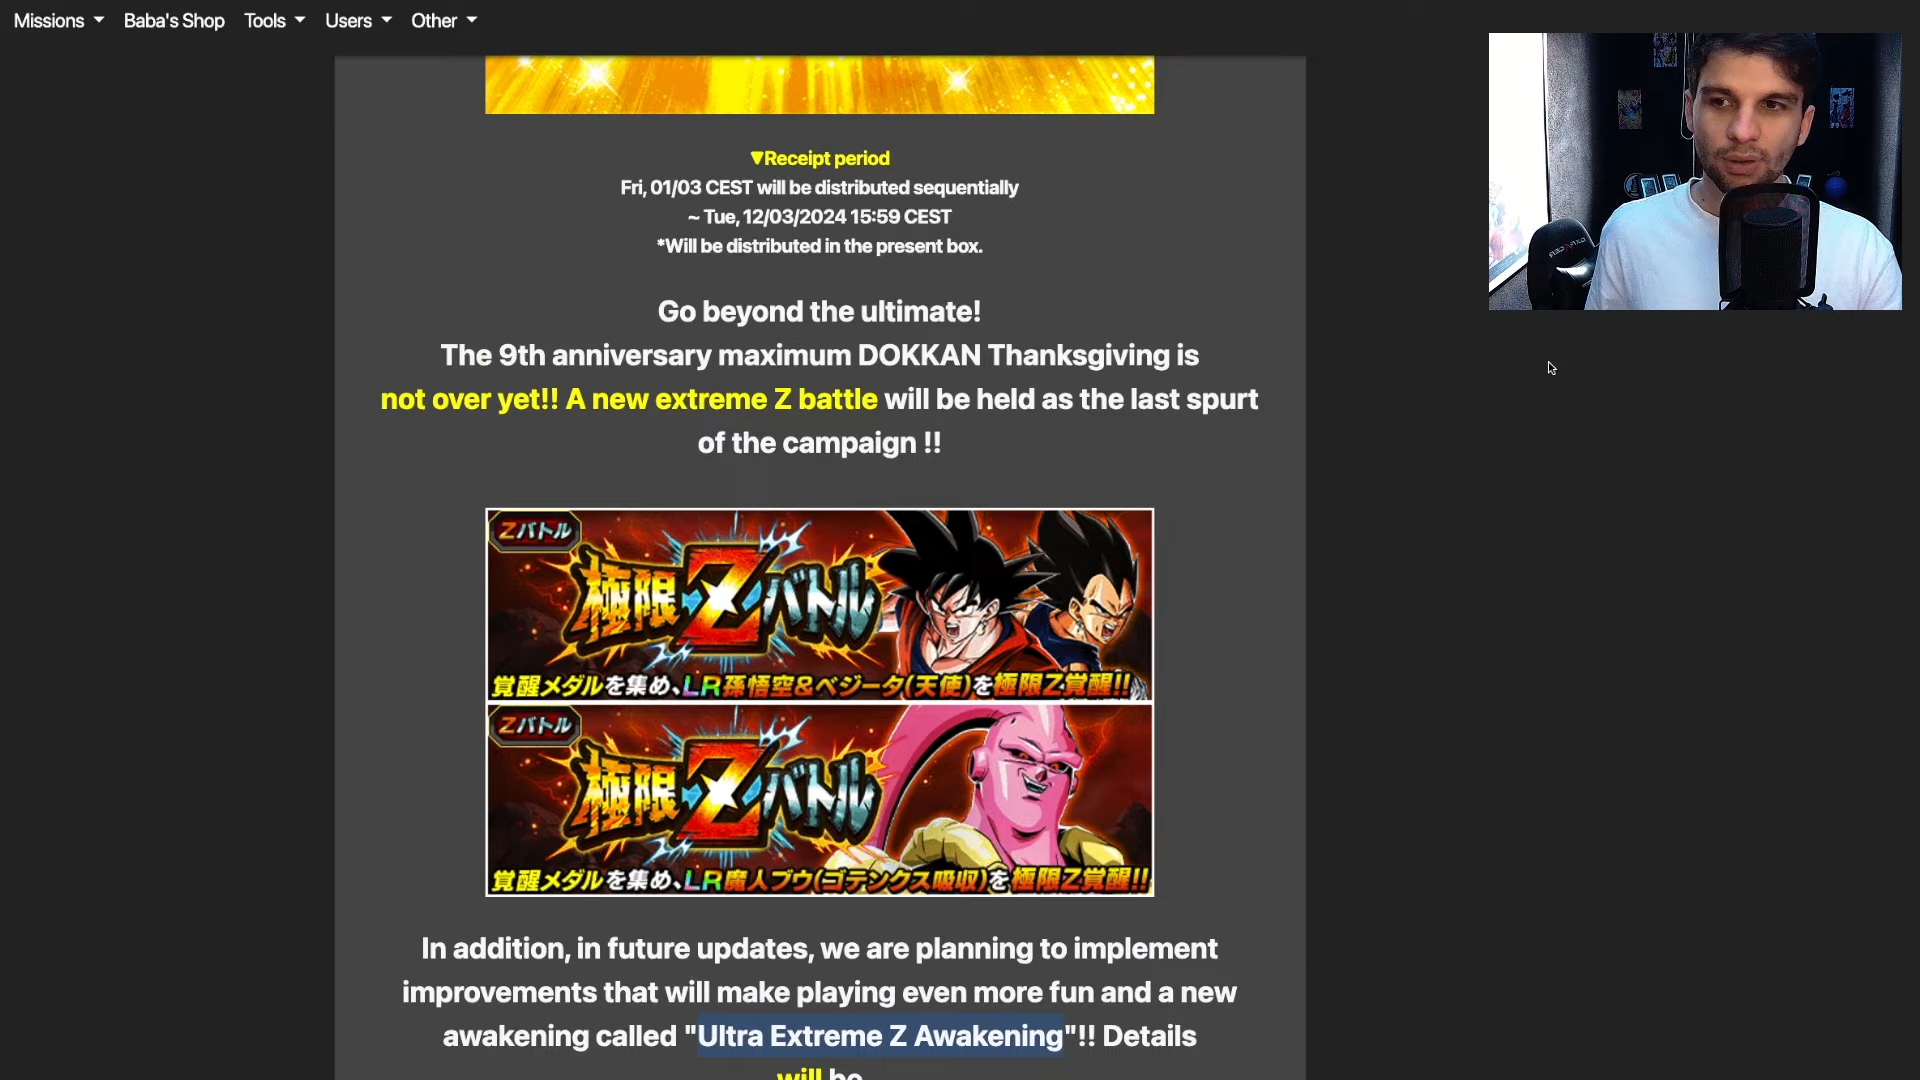 Missions
Baba's Shop
Tools
Users
Other
▼Receipt period
Fri, 01/03 CEST will be distributed sequentially
~ Tue, 12/03/2024 15:59 CEST
*Will be distributed in the present box.
Go beyond the ultimate!
The 9th anniversary maximum DOKKAN Thanksgiving is
not over yet!! A new extreme Z battle will be held as the last spurt
of the campaign !!
Zバトル
極限Zバトル
覚醒メダルを集め、LR孫悟空&ベジータ(天使)を極限Z覚醒!!
Zバトル
極限Zバトル
覚醒メダルを集め、LR魔人ブウ(ゴテンクス吸収)を極限Z覚醒!!
In addition, in future updates, we are planning to implement
improvements that will make playing even more fun and a new
awakening called "Ultra Extreme Z Awakening"!! Details
will be